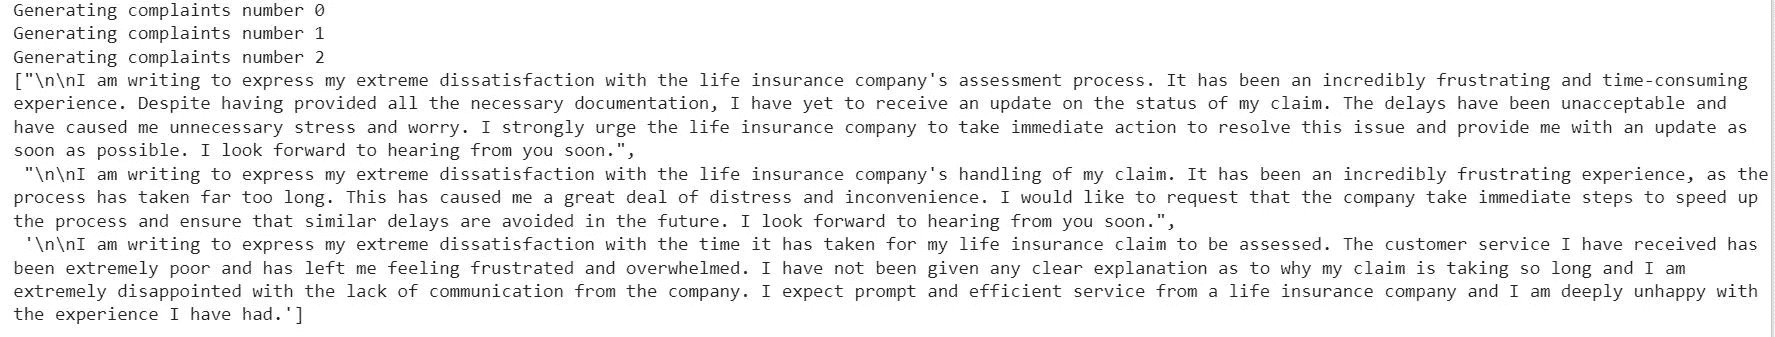 Generating complaints number 0
Generating complaints number 1
Generating complaints number 2
["\n\nI am writing to express my extreme dissatisfaction with the life insurance company's assessment process. It has been an incredibly frustrating and time-consuming
experience. Despite having provided all the necessary documentation, I have yet to receive an update on the status of my claim. The delays have been unacceptable and
have caused me unnecessary stress and worry. I strongly urge the life insurance company to take immediate action to resolve this issue and provide me with an update as
soon as possible. I look forward to hearing from you soon.",
 "\n\nI am writing to express my extreme dissatisfaction with the life insurance company's handling of my claim. It has been an incredibly frustrating experience, as the
process has taken far too long. This has caused me a great deal of distress and inconvenience. I would like to request that the company take immediate steps to speed up
the process and ensure that similar delays are avoided in the future. I look forward to hearing from you soon.",
 '\n\nI am writing to express my extreme dissatisfaction with the time it has taken for my life insurance claim to be assessed. The customer service I have received has
been extremely poor and has left me feeling frustrated and overwhelmed. I have not been given any clear explanation as to why my claim is taking so long and I am
extremely disappointed with the lack of communication from the company. I expect prompt and efficient service from a life insurance company and I am deeply unhappy with
the experience I have had.']